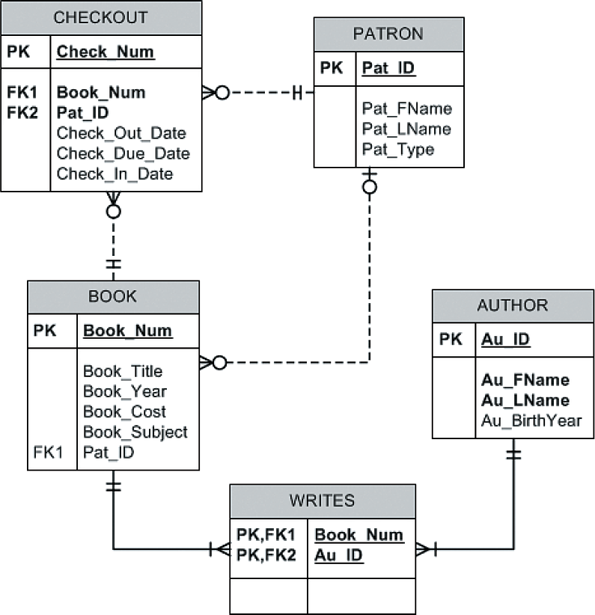 CHECKOUT
PK Check_Num
FK1 Book_Num
FK2 Pat_ID
Check_Out_Date
Check_Due_Date
Check_In_Date
PATRON
PK Pat_ID
Pat_FName
Pat_LName
Pat_Type
BOOK
PK Book_Num
Book_Title
Book_Year
Book_Cost
Book_Subject
FK1 Pat_ID
AUTHOR
PK Au_ID
Au_FName
Au_LName
Au_BirthYear
WRITES
PK,FK1 Book_Num
PK,FK2 Au_ID